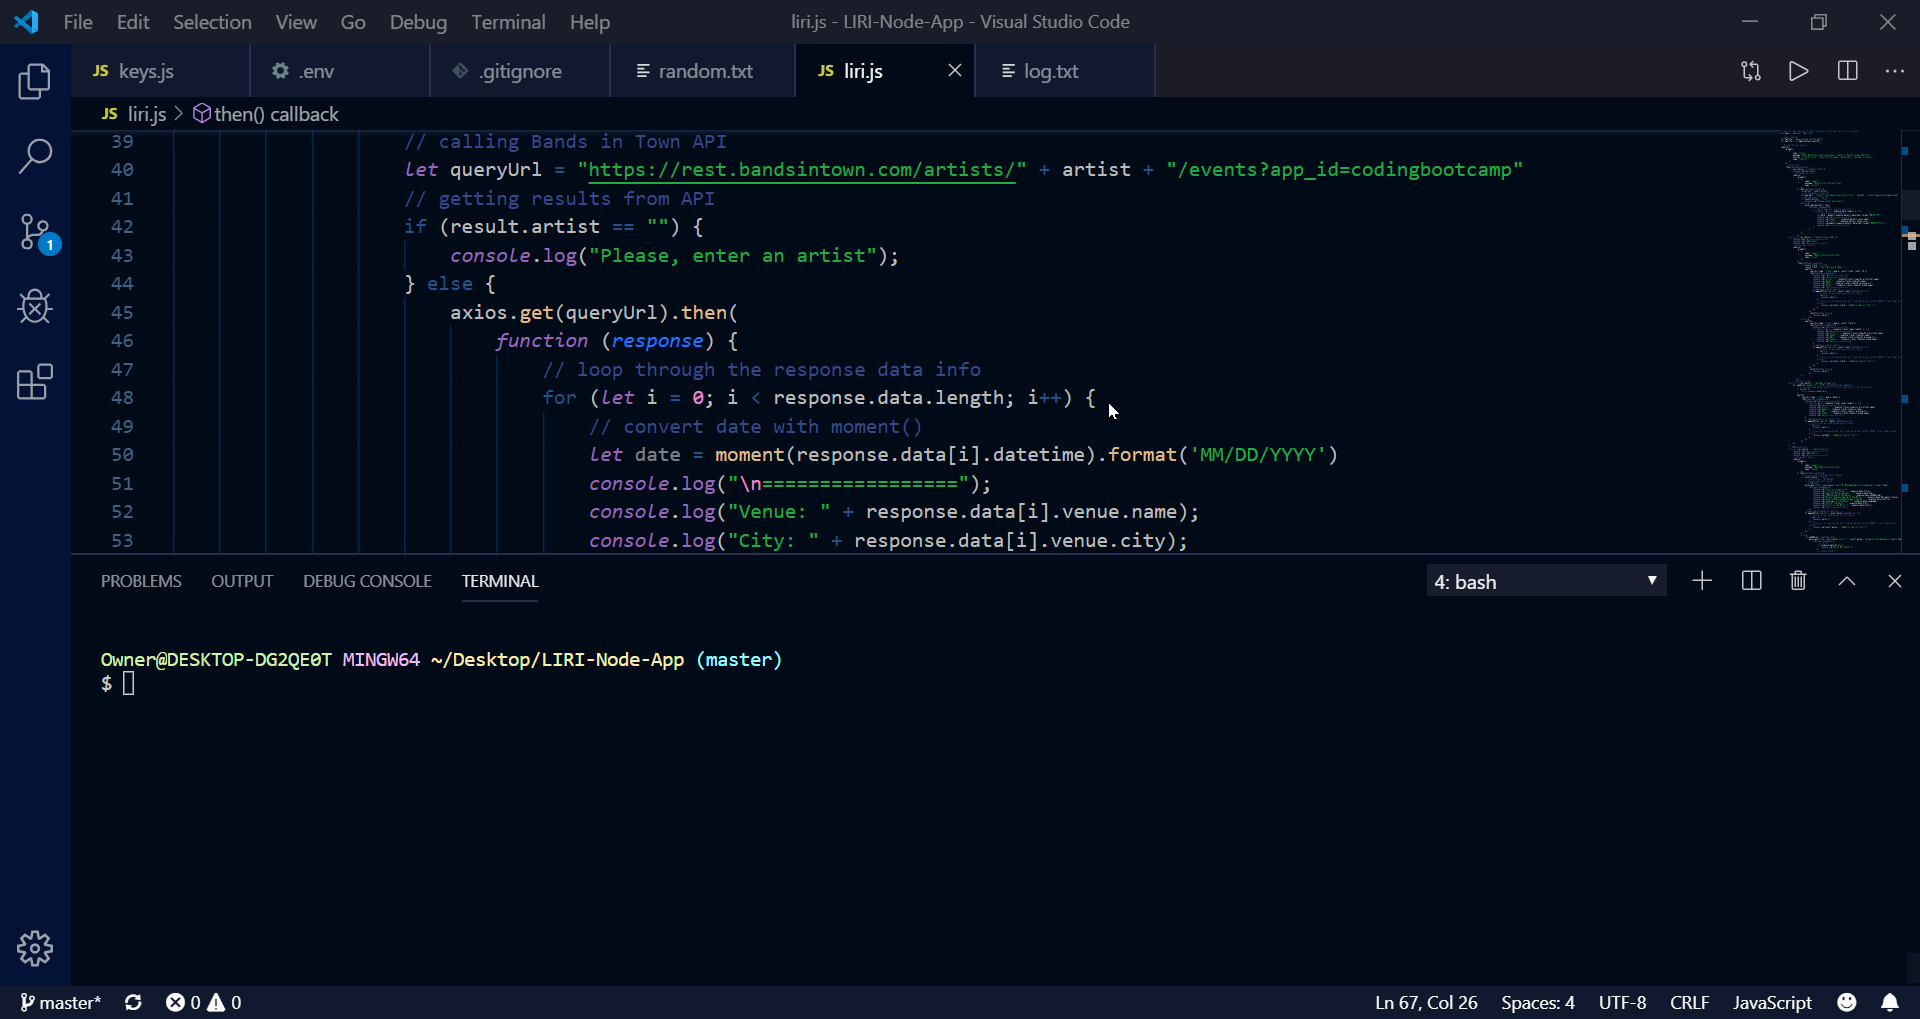 File Edit Selection View Go Debug Terminal Help liri.js - LIRI-Node-App - Visual Studio Code
JS keys.js .env .gitignore random.txt JS liri.js log.txt
JS liri.js > then() callback
39 // calling Bands in Town API
40 let queryUrl = "https://rest.bandsintown.com/artists/" + artist + "/events?app_id=codingbootcamp"
41 // getting results from API
42 if (result.artist == "") {
43 console.log("Please, enter an artist");
44 } else {
45 axios.get(queryUrl).then(
46 function (response) {
47 // loop through the response data info
48 for (let i = 0; i < response.data.length; i++) {
49 // convert date with moment()
50 let date = moment(response.data[i].datetime).format('MM/DD/YYYY')
51 console.log("\n=================");
52 console.log("Venue: " + response.data[i].venue.name);
53 console.log("City: " + response.data[i].venue.city);
1
PROBLEMS OUTPUT DEBUG CONSOLE TERMINAL 4: bash
Owner@DESKTOP-DG2QE0T MINGW64 ~/Desktop/LIRI-Node-App (master)
$
master* 0 0 Ln 67, Col 26 Spaces: 4 UTF-8 CRLF JavaScript